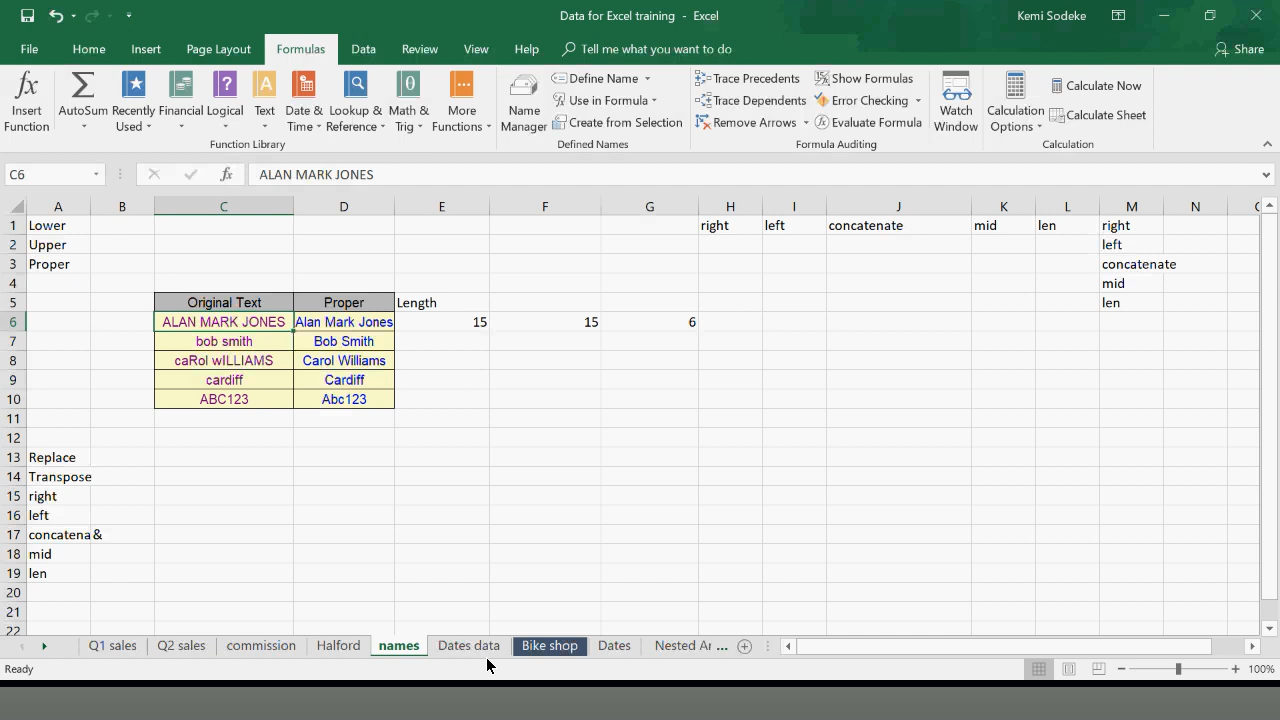 Data for Excel training - Excel
Kemi Sodeke
File Home Insert Page Layout Formulas Data Review View Help Tell me what you want to do Share
Insert Function
AutoSum
Recently Used
Financial
Logical
Text
Date & Time
Lookup & Reference
Math & Trig
More Functions
Function Library
Name Manager
Define Name
Use in Formula
Create from Selection
Defined Names
Trace Precedents
Trace Dependents
Remove Arrows
Show Formulas
Error Checking
Evaluate Formula
Formula Auditing
Watch Window
Calculation Options
Calculate Now
Calculate Sheet
Calculation
C6 fx ALAN MARK JONES
A B C D E F G H I J K L M N
1 Lower right left concatenate mid len right
2 Upper left
3 Proper concatenate
4 mid
5 Original Text Proper Length len
6 ALAN MARK JONES Alan Mark Jones 15 15 6
7 bob smith Bob Smith
8 caRol wILLIAMS Carol Williams
9 cardiff Cardiff
10 ABC123 Abc123
11
12
13 Replace
14 Transpose
15 right
16 left
17 concatena &
18 mid
19 len
20
21
22
Q1 sales Q2 sales commission Halford names Dates data Bike shop Dates Nested Ar ...
Ready 100%